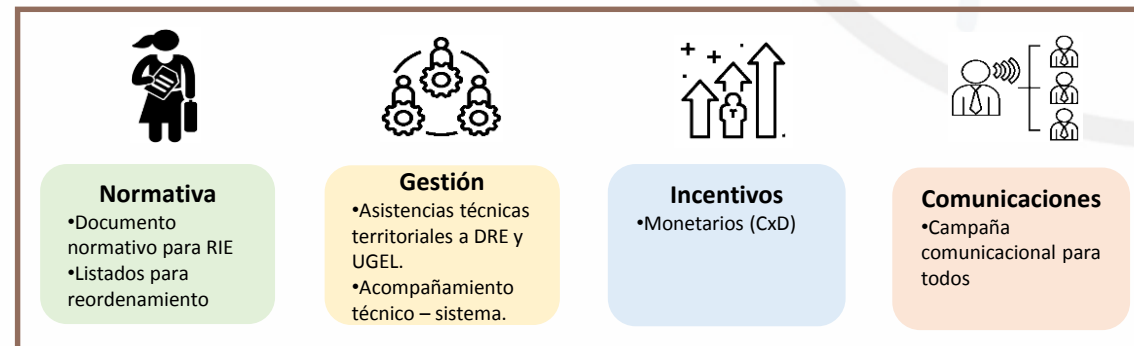 Normativa
•Documento
normativo para RIE
•Listados para
reordenamiento
Gestión
•Asistencias técnicas
territoriales a DRE y
UGEL.
•Acompañamiento
técnico – sistema.
Incentivos
•Monetarios (CxD)
Comunicaciones
•Campaña
comunicacional para
todos